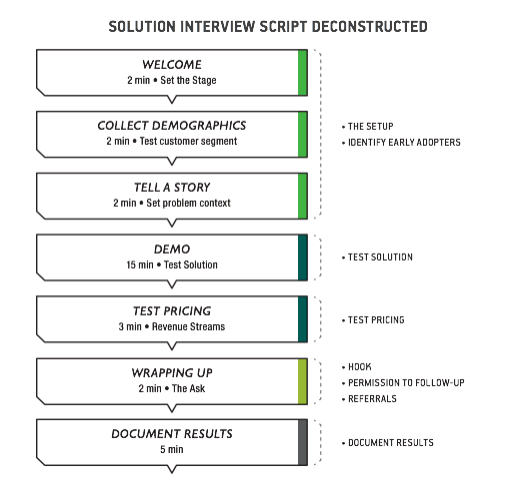 SOLUTION INTERVIEW SCRIPT DECONSTRUCTED
WELCOME
2 min • Set the Stage
COLLECT DEMOGRAPHICS
2 min • Test customer segment
TELL A STORY
2 min • Set problem context
• THE SETUP
• IDENTIFY EARLY ADOPTERS
DEMO
15 min • Test Solution
• TEST SOLUTION
TEST PRICING
3 min • Revenue Streams
• TEST PRICING
WRAPPING UP
2 min • The Ask
• HOOK
• PERMISSION TO FOLLOW-UP
• REFERRALS
DOCUMENT RESULTS
5 min
• DOCUMENT RESULTS